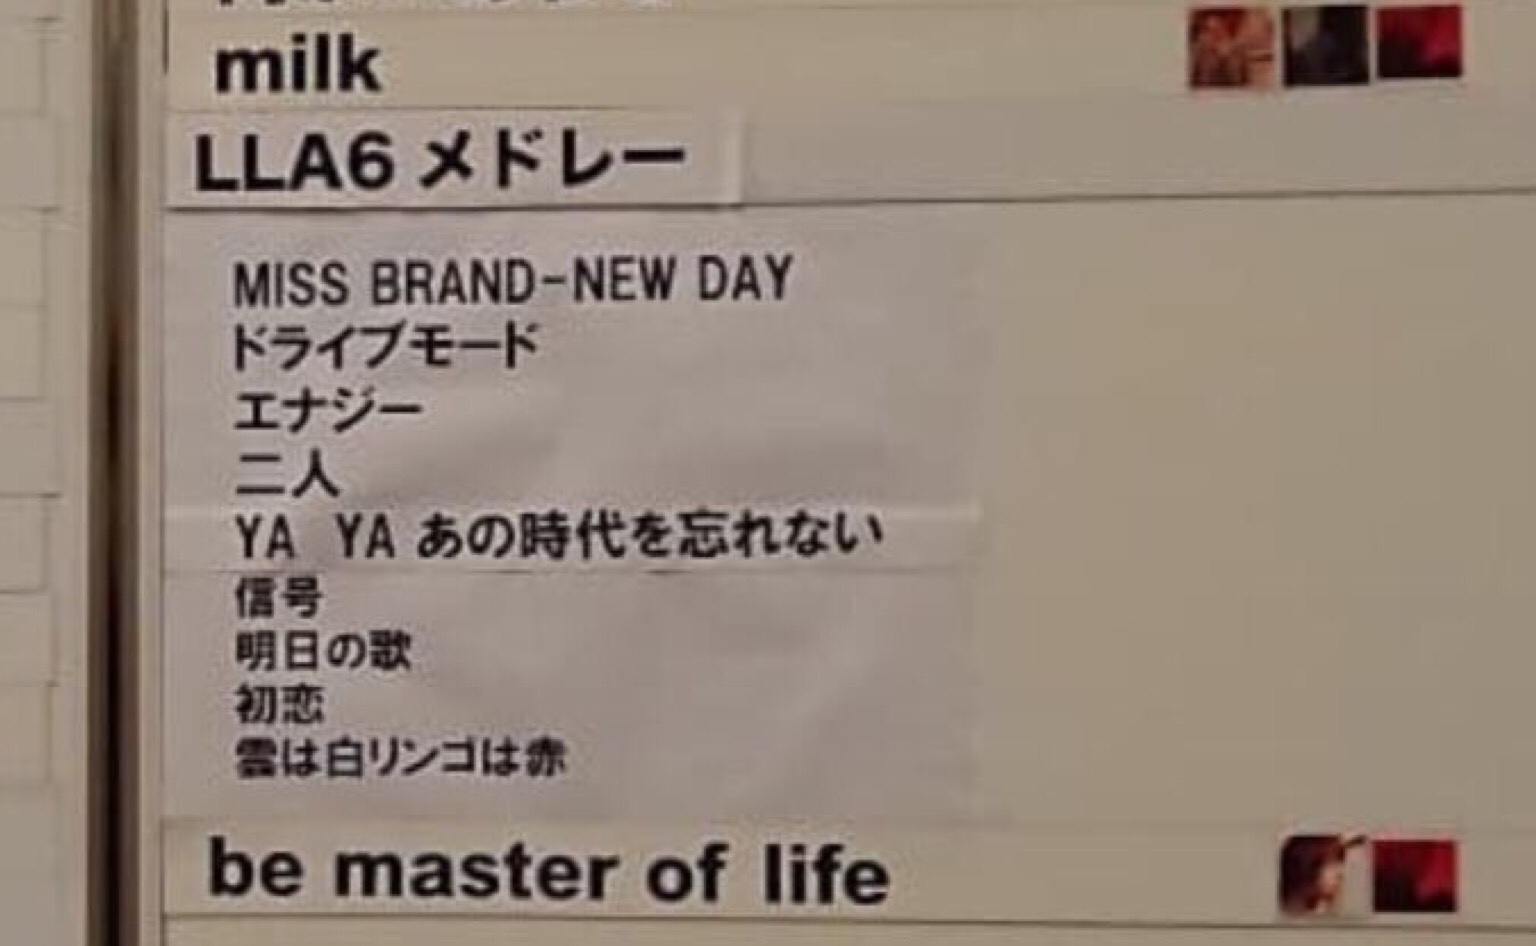 milk
LLA6 メドレー
MISS BRAND-NEW DAY
ドライブモード
エナジー
二人
YA YA あの時代を忘れない
信号
明日の歌
初恋
雲は白リンゴは赤
be master of life